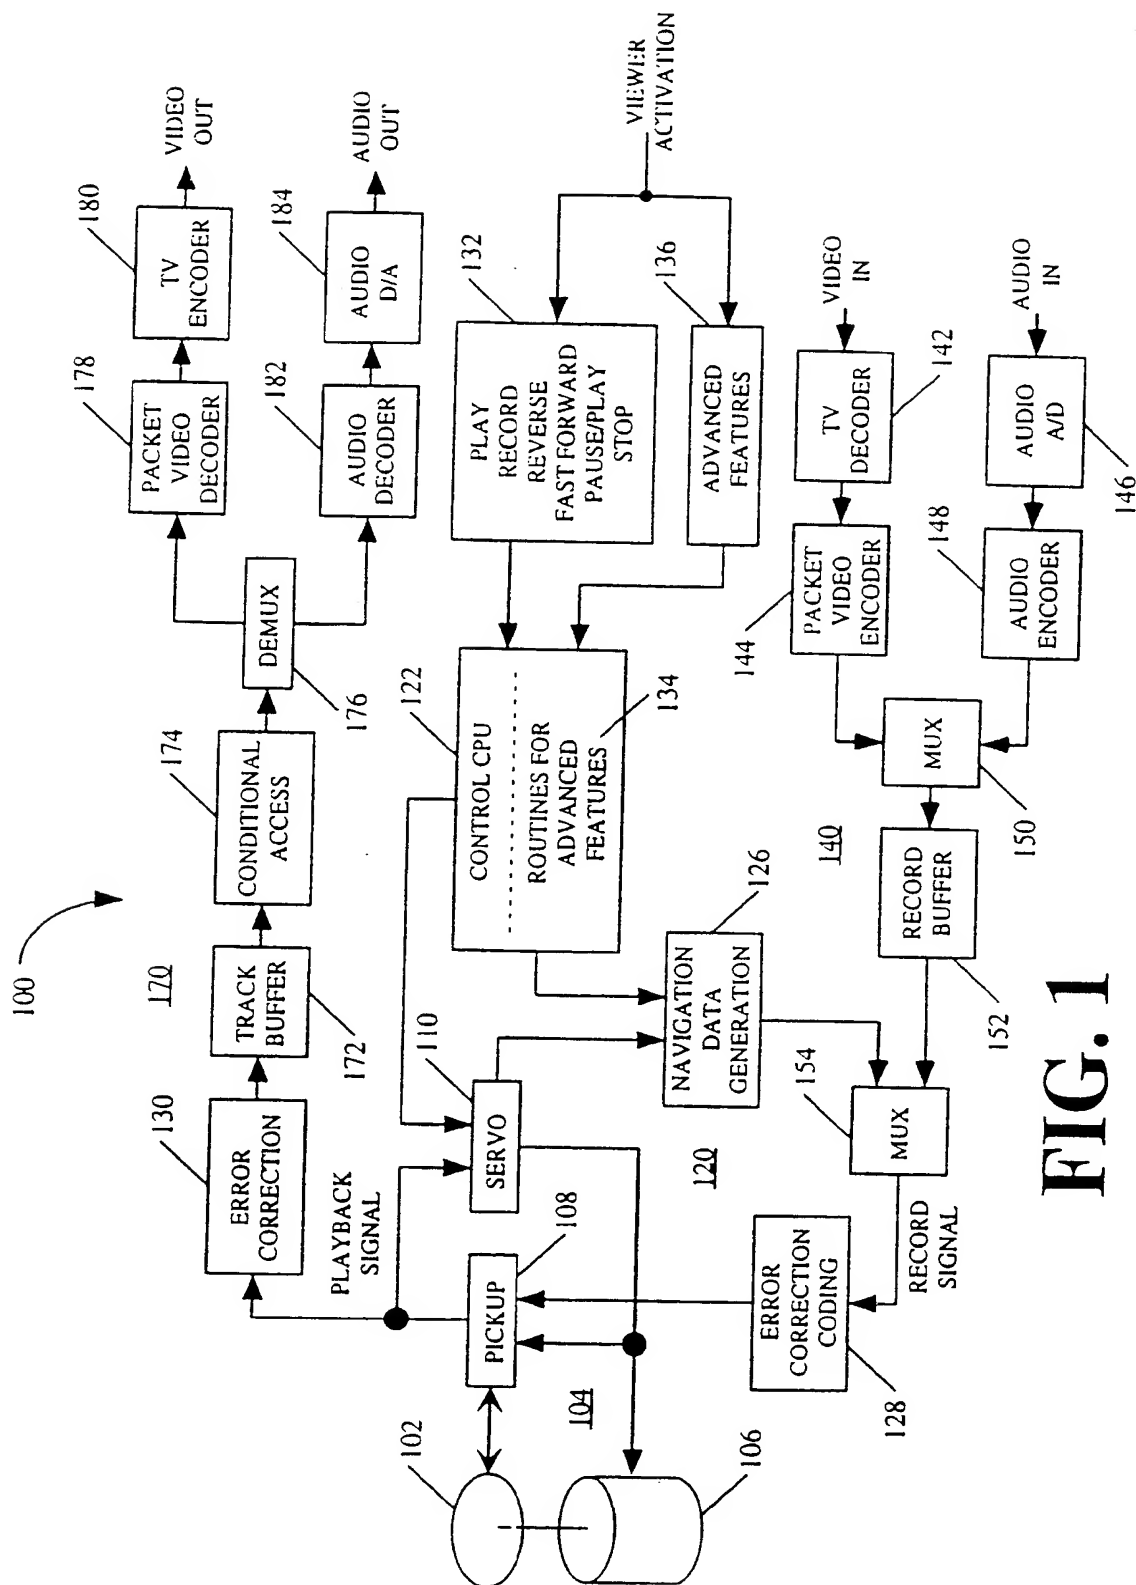 100
130
ERROR
CORRECTION
170
TRACK
BUFFER
172
174
CONDITIONAL
ACCESS
DEMUX
176
178
PACKET
VIDEO
DECODER
180
TV
ENCODER
VIDEO
OUT
182
AUDIO
DECODER
184
AUDIO
D/A
AUDIO
OUT
PLAYBACK
SIGNAL
102
104
106
108
PICKUP
110
SERVO
122
CONTROL CPU
ROUTINES FOR
ADVANCED
FEATURES
134
132
PLAY
RECORD
REVERSE
FAST FORWARD
PAUSE/PLAY
STOP
136
ADVANCED
FEATURES
VIEWER
ACTIVATION
120
126
NAVIGATION
DATA
GENERATION
128
ERROR
CORRECTION
CODING
RECORD
SIGNAL
154
MUX
140
RECORD
BUFFER
152
MUX
150
144
PACKET
VIDEO
ENCODER
TV
DECODER
142
VIDEO
IN
148
AUDIO
ENCODER
AUDIO
A/D
146
AUDIO
IN
FIG. 1